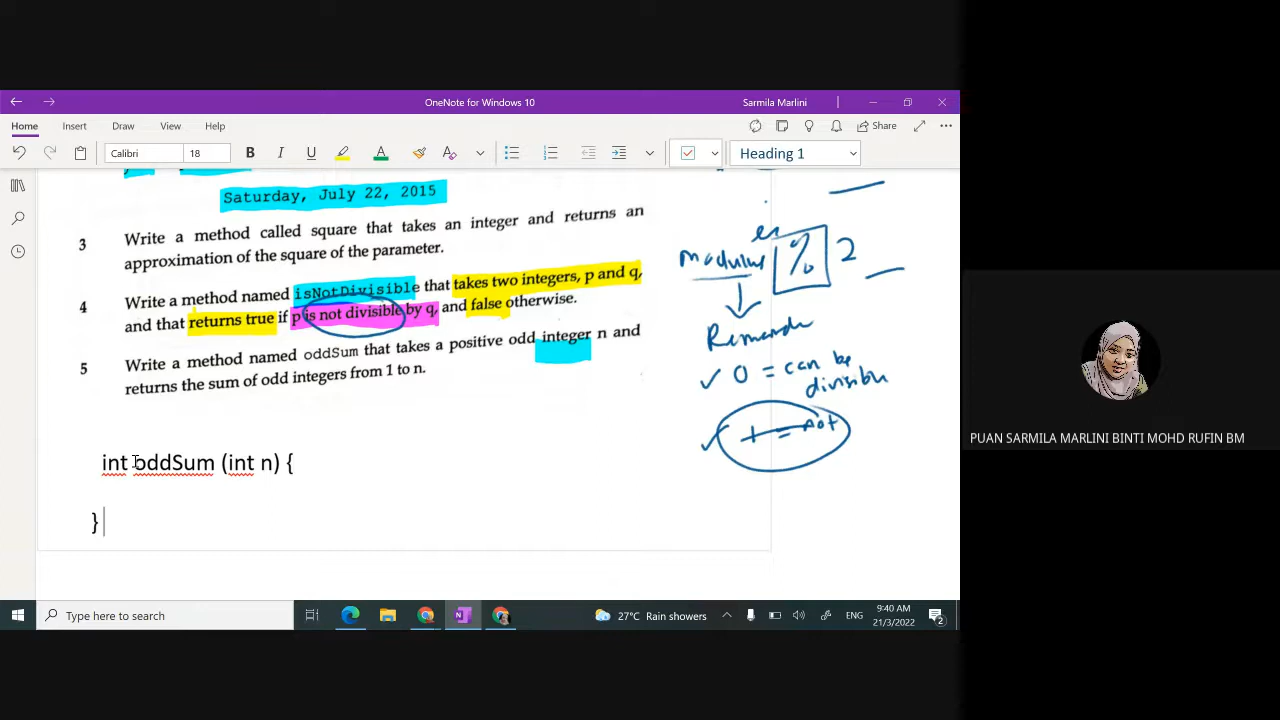 OneNote for Windows 10
Sarmila Marlini
Home Insert Draw View Help
Share
Calibri 18 B I U A Heading 1
Saturday, July 22, 2015
3 Write a method called square that takes an integer and returns an
approximation of the square of the parameter.
4 Write a method named isNotDivisible that takes two integers, p and q,
and that returns true if p is not divisible by q, and false otherwise.
5 Write a method named oddSum that takes a positive odd integer n and
returns the sum of odd integers from 1 to n.
int oddSum (int n) {
}
modulus % 2
✓ 0 = can be
✓ + = not
PUAN SARMILA MARLINI BINTI MOHD RUFIN BM
Type here to search
27°C Rain showers
ENG
9:40 AM
21/3/2022
2